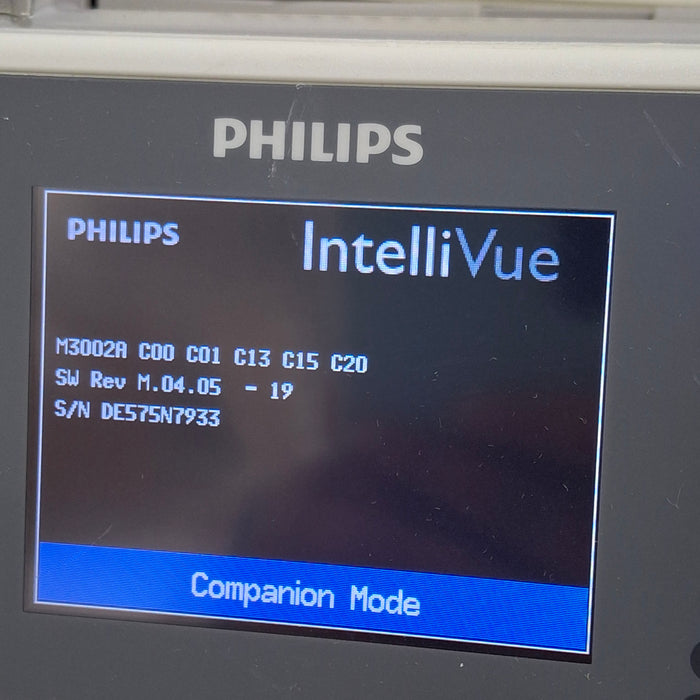 PHILIPS
PHILIPS IntelliVue
M3002A C00 C01 C13 C15 C20
SW Rev M.04.05 - 19
S/N DE575N7933
Companion Mode